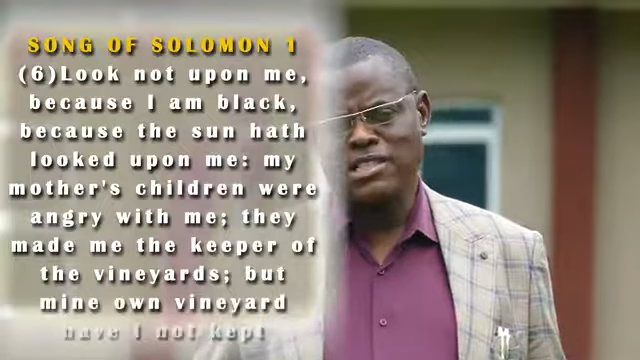 SONG OF SOLOMON 1
(6)Look not upon me,
because I am black,
because the sun hath
looked upon me: my
mother's children were
angry with me; they
made me the keeper of
the vineyards; but
mine own vineyard
have I not kept